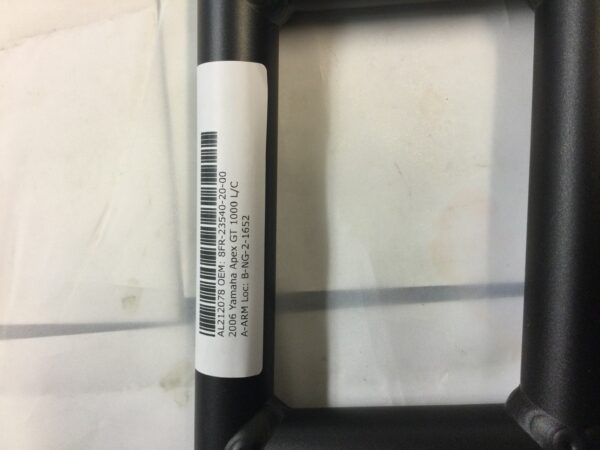 AL212078 OEM: 8FR-23540-20-00
2006 Yamaha Apex GT 1000 L/C
A-ARM Loc: B-NG-2-1652